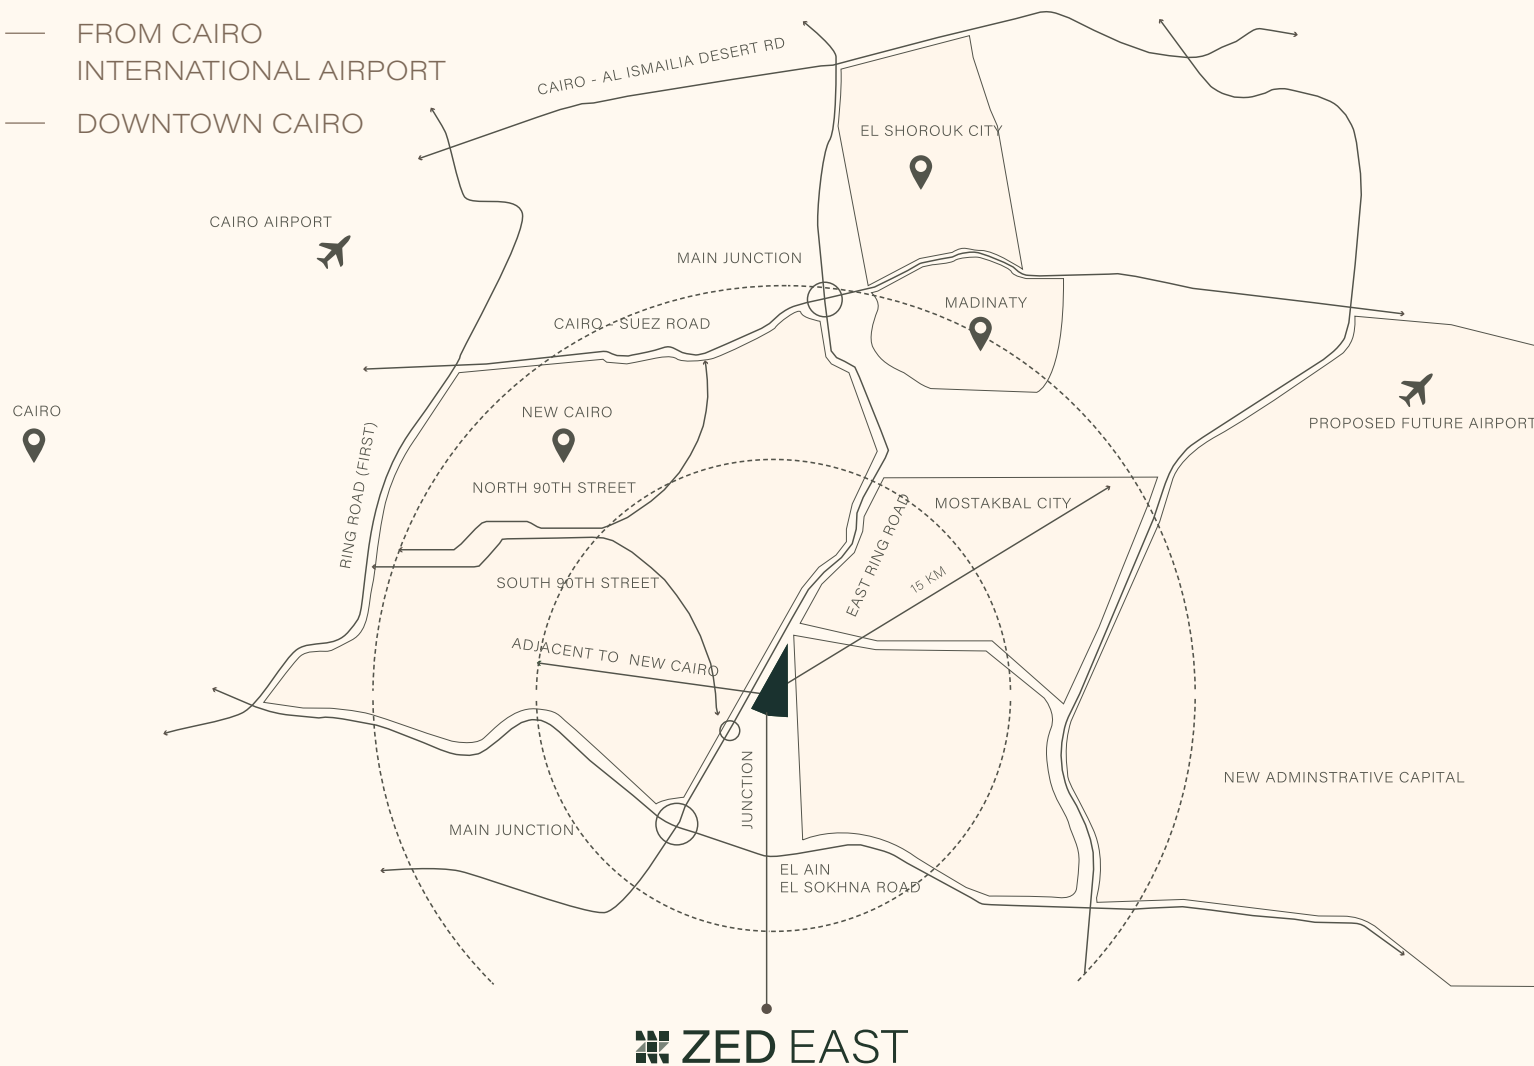 FROM CAIRO
INTERNATIONAL AIRPORT
DOWNTOWN CAIRO
CAIRO - AL ISMAILIA DESERT RD
EL SHOROUK CITY
CAIRO AIRPORT
MAIN JUNCTION
MADINATY
CAIRO - SUEZ ROAD
CAIRO
NEW CAIRO
PROPOSED FUTURE AIRPORT
RING ROAD (FIRST)
NORTH 90TH STREET
MOSTAKBAL CITY
EAST RING ROAD
15 KM
SOUTH 90TH STREET
ADJACENT TO NEW CAIRO
JUNCTION
NEW ADMINSTRATIVE CAPITAL
MAIN JUNCTION
EL AIN
EL SOKHNA ROAD
ZED EAST